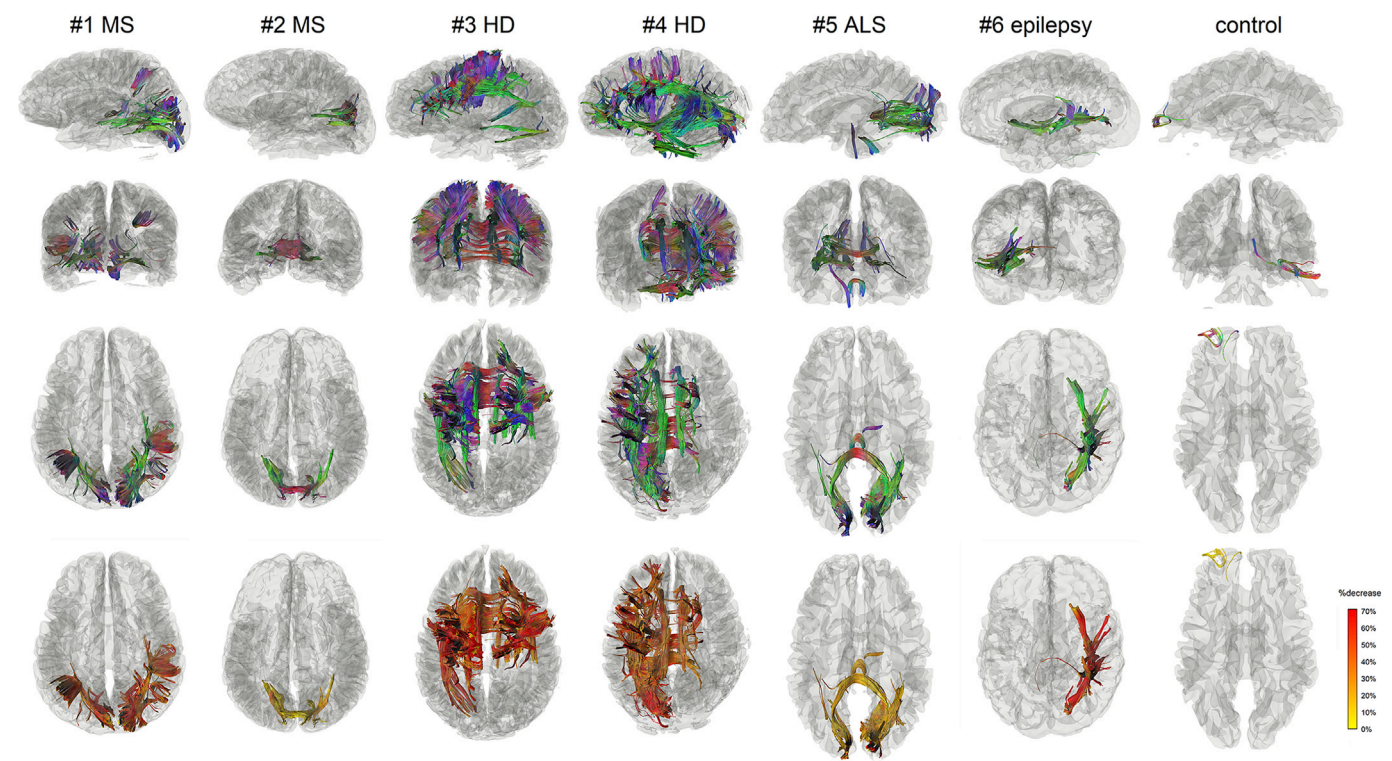 #1 MS
#2 MS
#3 HD
#4 HD
#5 ALS
#6 epilepsy
control
%decrease
70%
60%
50%
40%
30%
20%
10%
0%